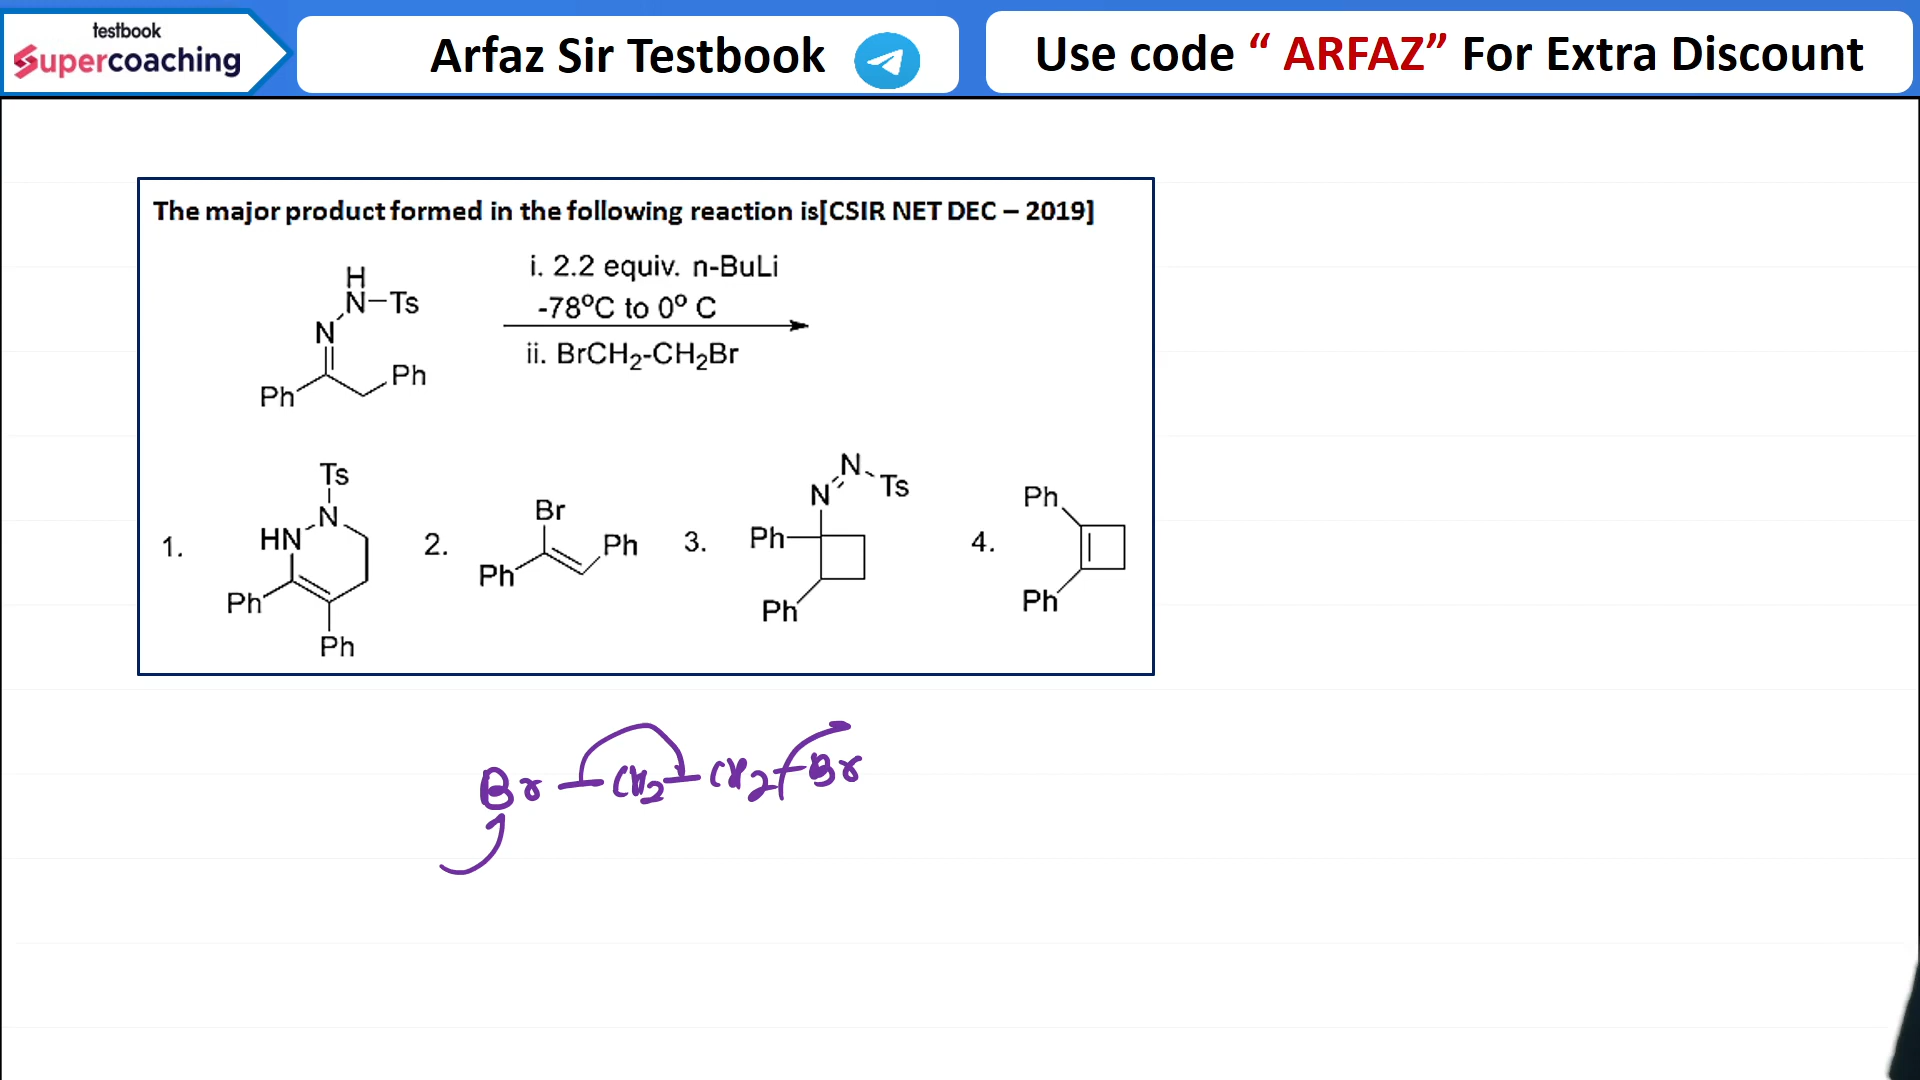 testbook
Supercoaching
Arfaz Sir Testbook
Use code “ ARFAZ” For Extra Discount
The major product formed in the following reaction is[CSIR NET DEC – 2019]
H
N–Ts
N
Ph
Ph
i. 2.2 equiv. n-BuLi
-78⁰C to 0⁰ C
ii. BrCH₂-CH₂Br
1.
Ts
N
HN
Ph
Ph
2.
Br
Ph
Ph
3.
N
N
Ts
Ph
Ph
4.
Ph
Ph
Br – CH₂ – CH₂ – Br